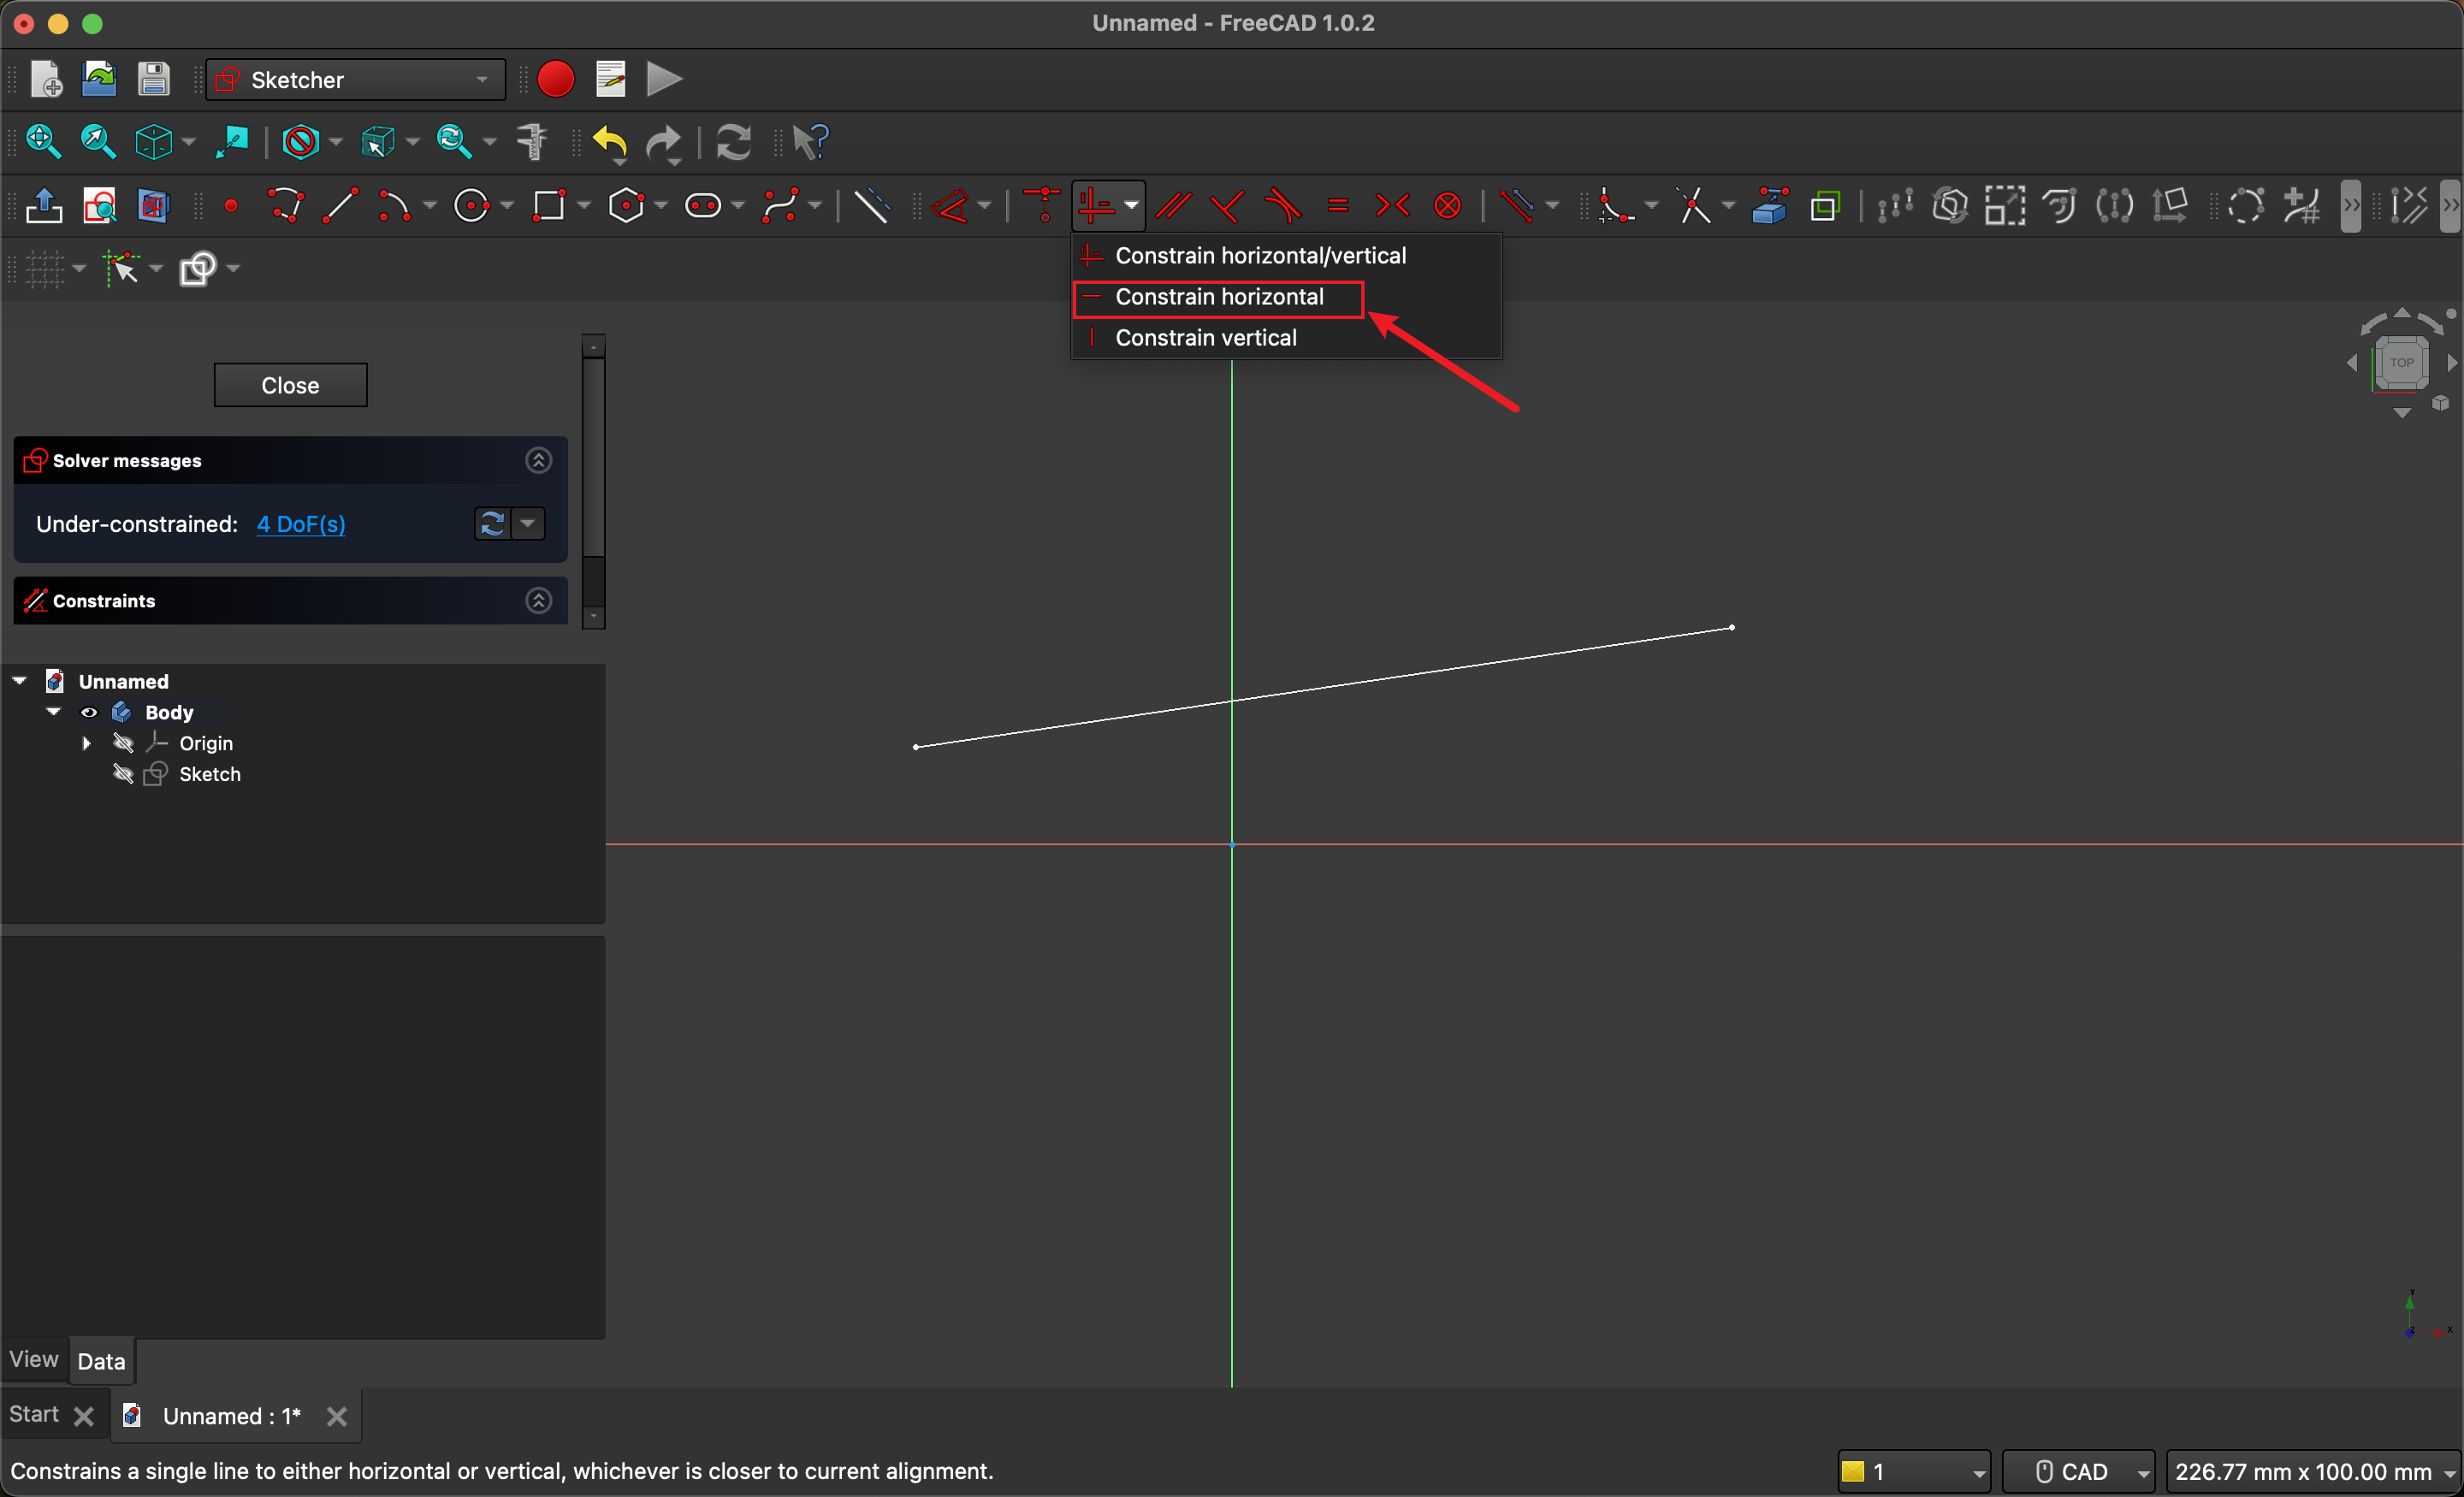 Unnamed - FreeCAD 1.0.2
Sketcher
Constrain horizontal/vertical
Constrain horizontal
Constrain vertical
TOP
Close
Solver messages
Under-constrained: 4 DoF(s)
Constraints
Unnamed
Body
Origin
Sketch
Y
Z
X
View
Data
Start
Unnamed : 1*
Constrains a single line to either horizontal or vertical, whichever is closer to current alignment.
1
CAD
226.77 mm x 100.00 mm